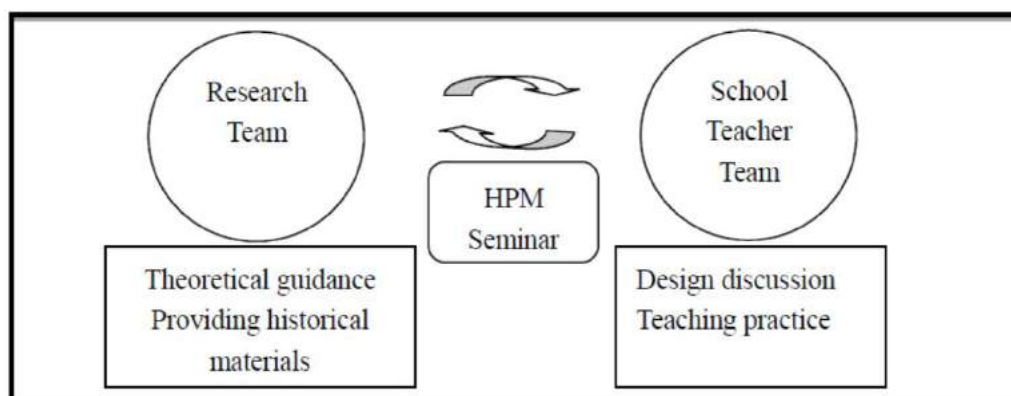 Research
Team
School
Teacher
Team
HPM
Seminar
Theoretical guidance
Providing historical
materials
Design discussion
Teaching practice